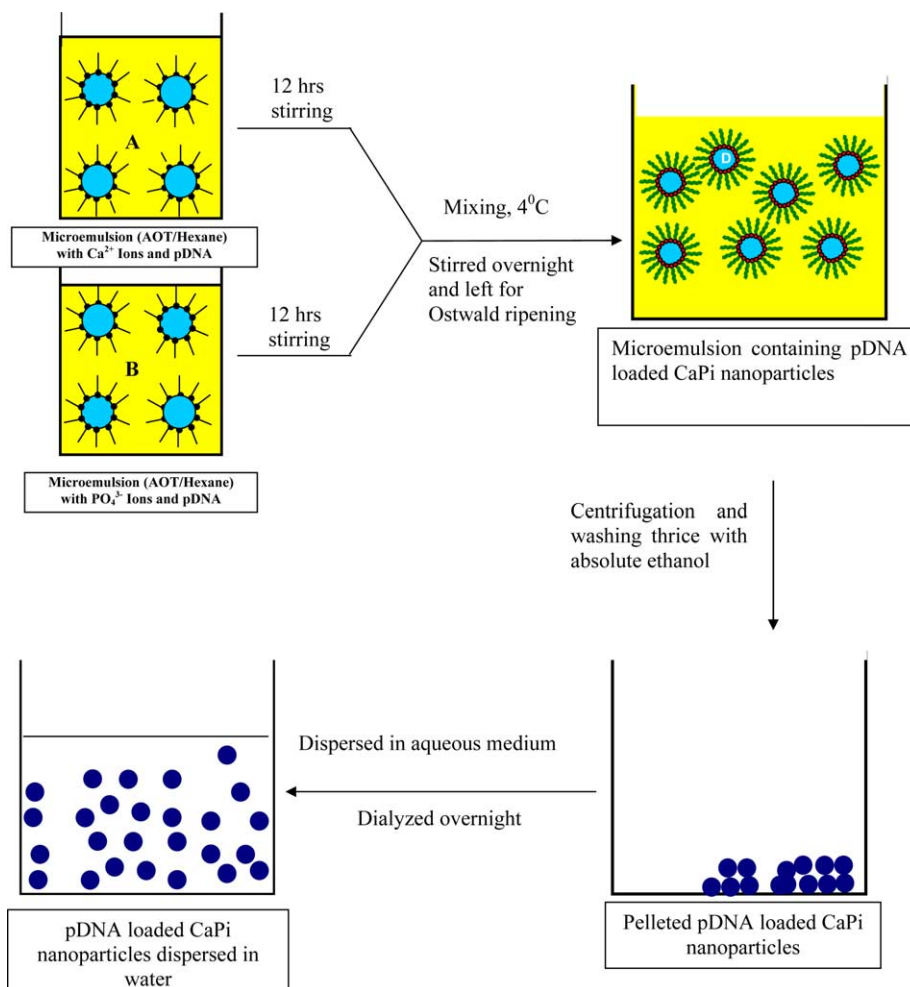 A
Microemulsion (AOT/Hexane)
with Ca²⁺ Ions and pDNA
12 hrs
stirring
B
Microemulsion (AOT/Hexane)
with PO₄³⁻ Ions and pDNA
12 hrs
stirring
Mixing, 4⁰C
Stirred overnight
and left for
Ostwald ripening
D
Microemulsion containing pDNA
loaded CaPi nanoparticles
Centrifugation and
washing thrice with
absolute ethanol
Pelleted pDNA loaded CaPi
nanoparticles
Dispersed in aqueous medium
Dialyzed overnight
pDNA loaded CaPi
nanoparticles dispersed in
water